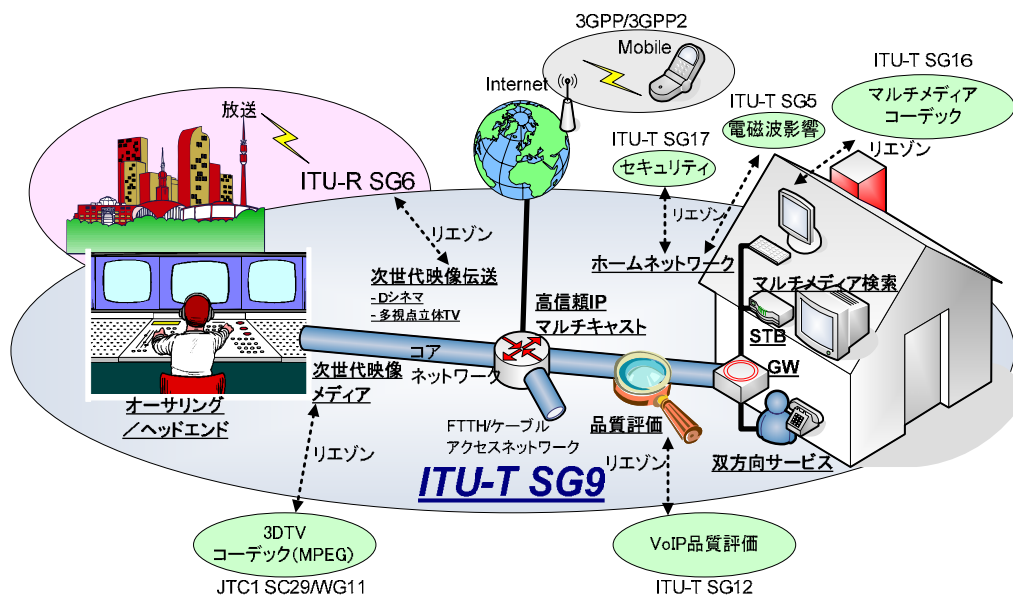 3GPP/3GPP2
Mobile
Internet
ITU-T SG16
マルチメディア
コーデック
リエゾン
ITU-T SG5
電磁波影響
ITU-T SG17
セキュリティ
リエゾン
放送
ITU-R SG6
リエゾン
ホームネットワーク
次世代映像伝送
-Dシネマ
-多視点立体TV
マルチメディア検索
高信頼IP
マルチキャスト
STB
コア
ネットワーク
GW
次世代映像
メディア
オーサリング
／ヘッドエンド
FTTH/ケーブル
アクセスネットワーク
品質評価
双方向サービス
リエゾン
リエゾン
ITU-T SG9
3DTV
コーデック(MPEG)
JTC1 SC29/WG11
VoIP品質評価
ITU-T SG12